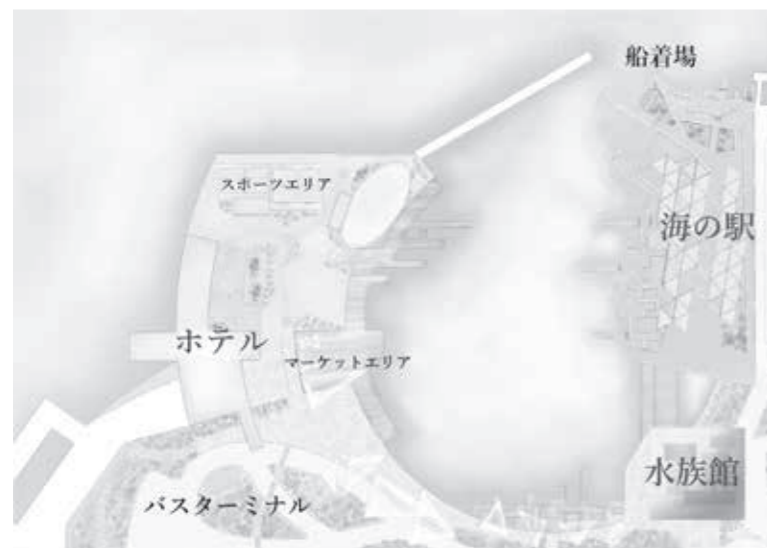 船着場
スポーツエリア
海の駅
ホテル
マーケットエリア
水族館
バスターミナル